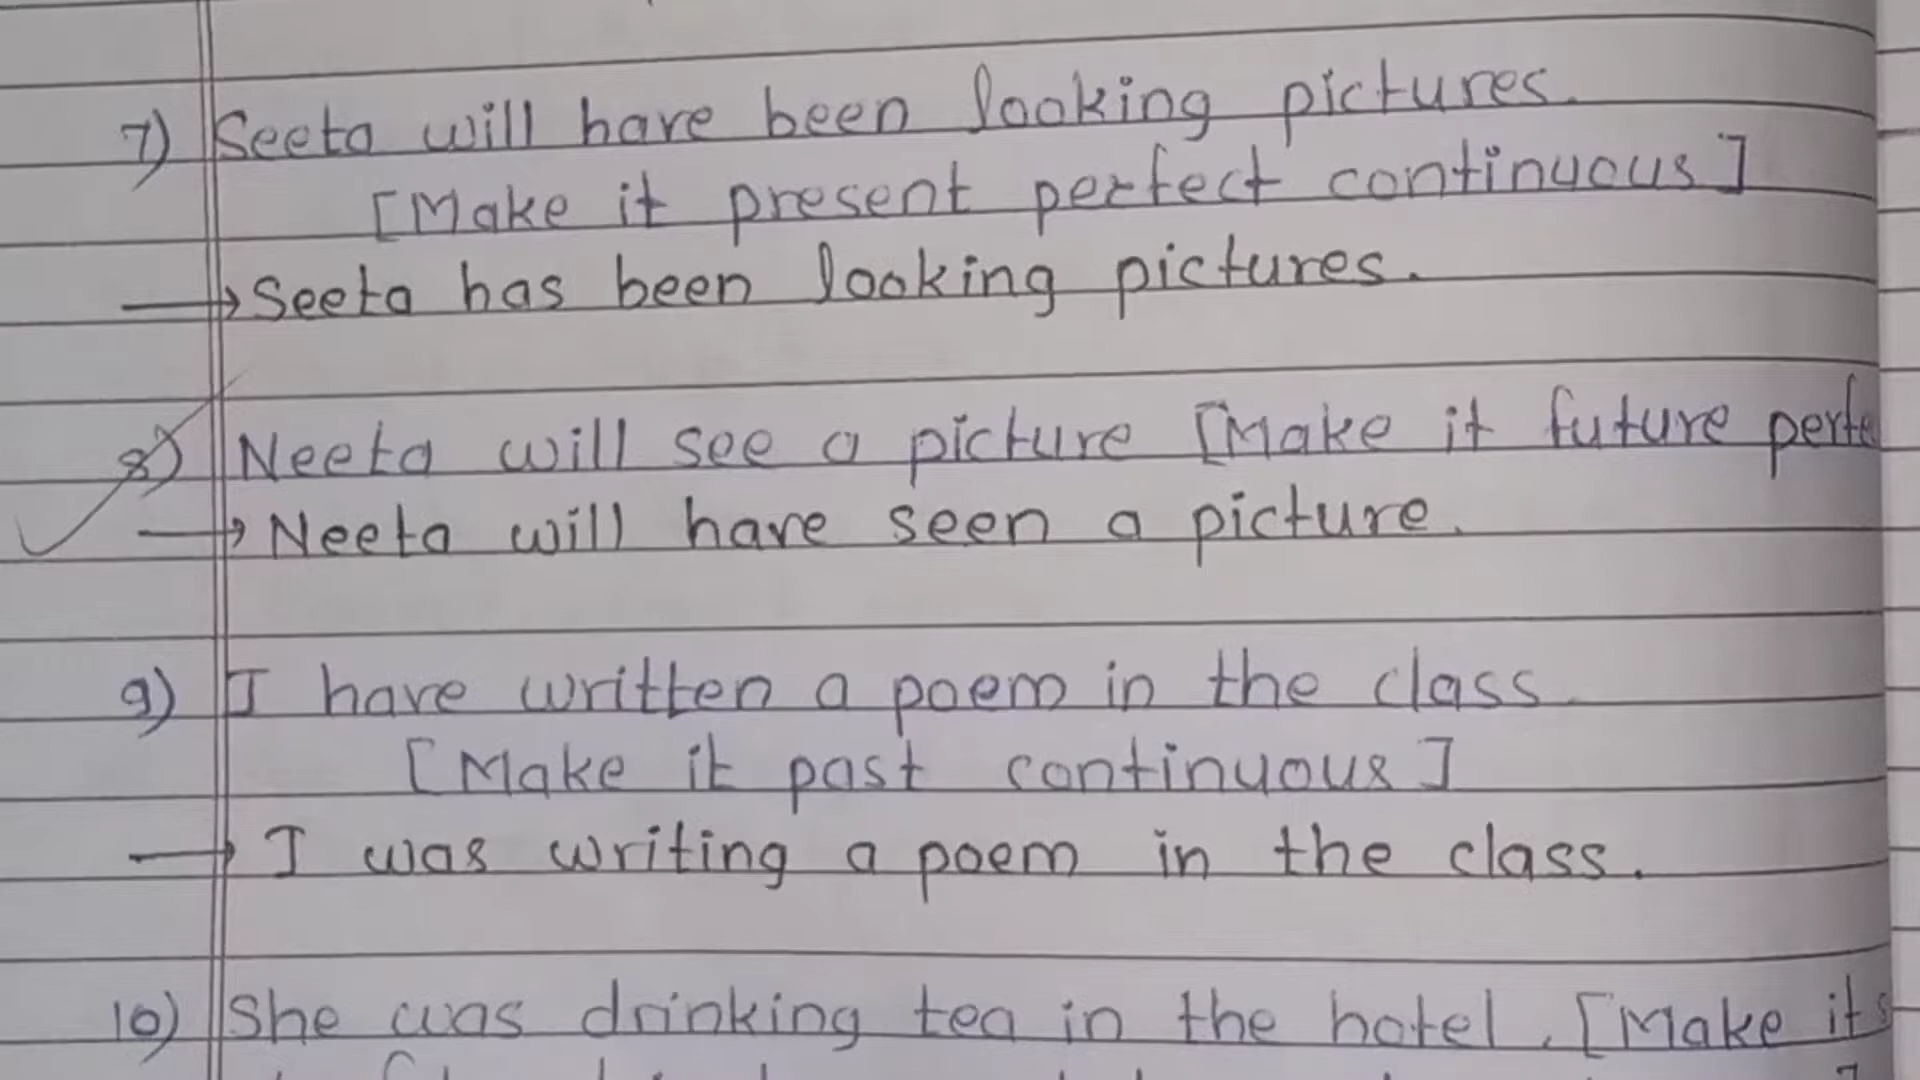 7) Seeta will have been looking pictures.
[Make it present perfect continuous]
→ Seeta has been looking pictures.
8) Neeta will see a picture [Make it future perfe
→ Neeta will have seen a picture.
9) I have written a poem in the class.
[Make it past continuous]
→ I was writing a poem in the class.
10) She was drinking tea in the hotel. [Make it